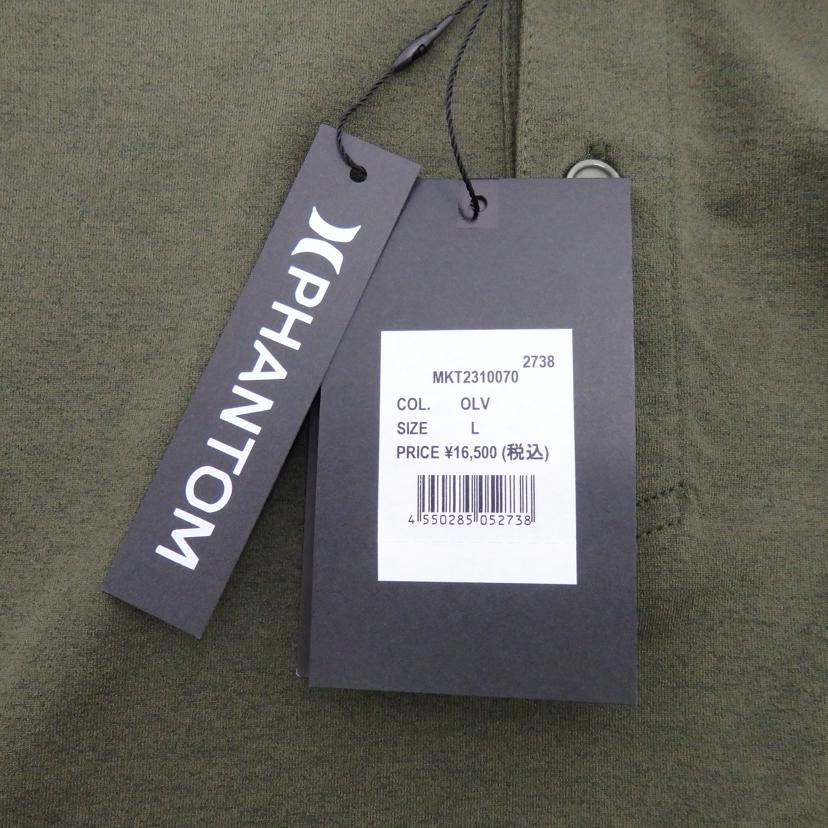 PHANTOM
2738
MKT2310070
COL. OLV
SIZE L
PRICE ¥16,500 (税込)
4 550285 052738